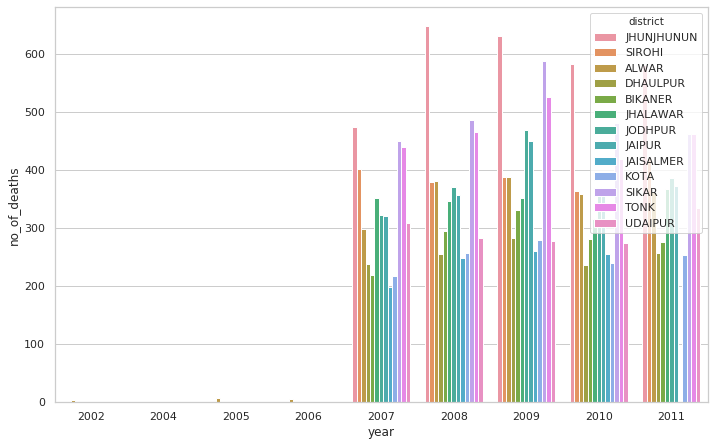 district
JHUNJHUNUN
SIROHI
ALWAR
DHAULPUR
BIKANER
JHALAWAR
JODHPUR
JAIPUR
JAISALMER
KOTA
SIKAR
TONK
UDAIPUR
600
500
400
300
200
100
0
no_of_deaths
2002 2004 2005 2006 2007 2008 2009 2010 2011
year